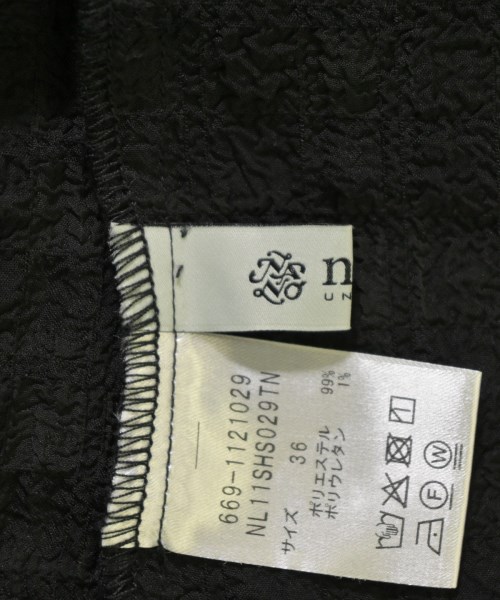 n
669-1121029
NL11SHS029TN
サイズ 36
ポリエステル 99%
ポリウレタン 1%
F W